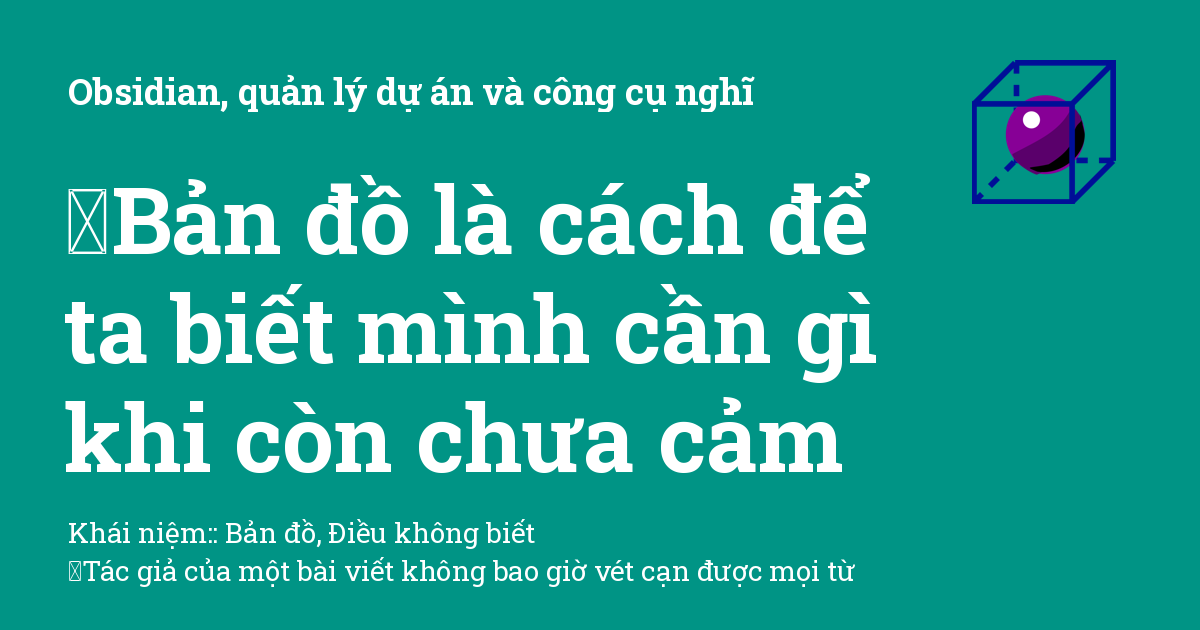 Obsidian, quản lý dự án và công cụ nghĩ
Bản đồ là cách để
ta biết mình cần gì
khi còn chưa cảm
Khái niệm:: Bản đồ, Điều không biết
Tác giả của một bài viết không bao giờ vét cạn được mọi từ